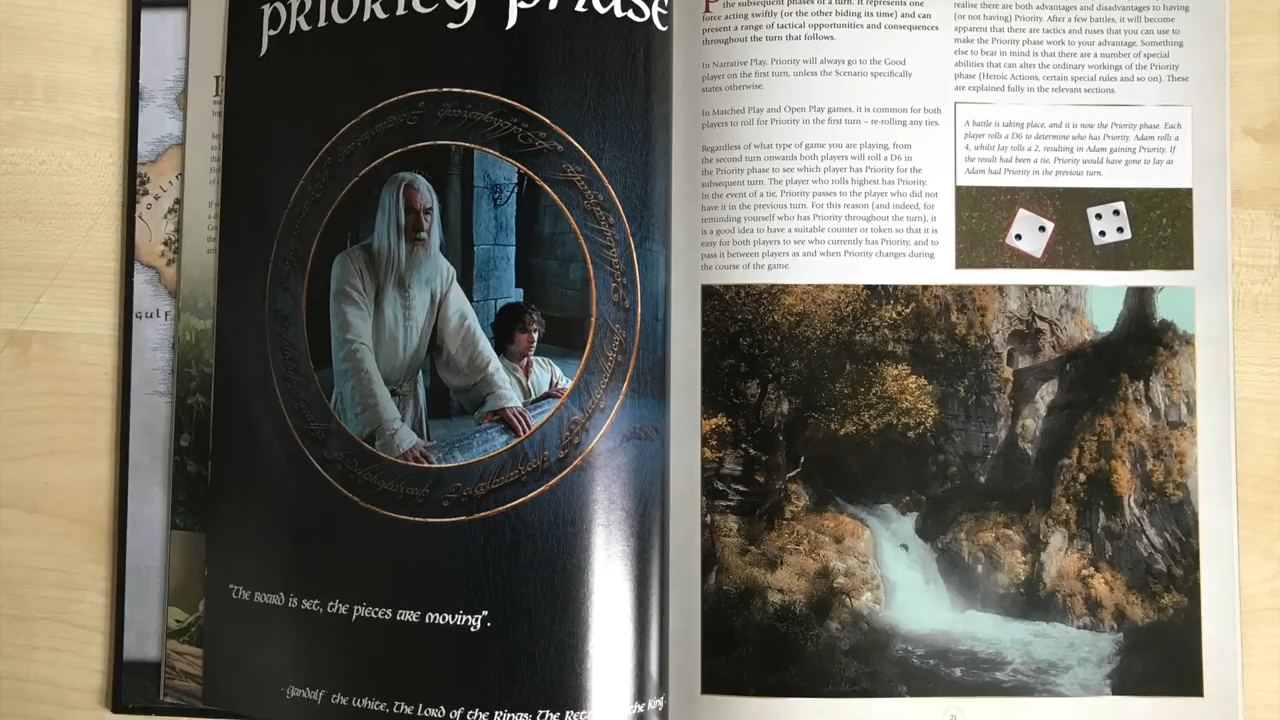 priority phase
"The board is set, the pieces are moving".
- Gandalf the White, The Lord of the Rings: The Ret the King.
the subsequent phases of a turn. It represents one
force acting swiftly (or the other biding its time) and can
present a range of tactical opportunities and consequences
throughout the turn that follows.
In Narrative Play, Priority will always go to the Good
player on the first turn, unless the Scenario specifically
states otherwise.
In Matched Play and Open Play games, it is common for both
players to roll for Priority in the first turn – re-rolling any ties.
Regardless of what type of game you are playing, from
the second turn onwards both players will roll a D6 in
the Priority phase to see which player has Priority for the
subsequent turn. The player who rolls highest has Priority.
In the event of a tie, Priority passes to the player who did not
have it in the previous turn. For this reason (and indeed, for
reminding yourself who has Priority throughout the turn), it
is a good idea to have a suitable counter or token so that it is
easy for both players to see who currently has Priority, and to
pass it between players as and when Priority changes during
the course of the game.
realise there are both advantages and disadvantages to having
(or not having) Priority. After a few battles, it will become
apparent that there are tactics and ruses that you can use to
make the Priority phase work to your advantage. Something
else to bear in mind is that there are a number of special
abilities that can alter the ordinary workings of the Priority
phase (Heroic Actions, certain special rules and so on). These
are explained fully in the relevant sections.
A battle is taking place, and it is now the Priority phase. Each
player rolls a D6 to determine who has Priority. Adam rolls a
4, whilst Jay rolls a 2, resulting in Adam gaining Priority. If
the result had been a tie, Priority would have gone to Jay as
Adam had Priority in the previous turn.
21
GULF